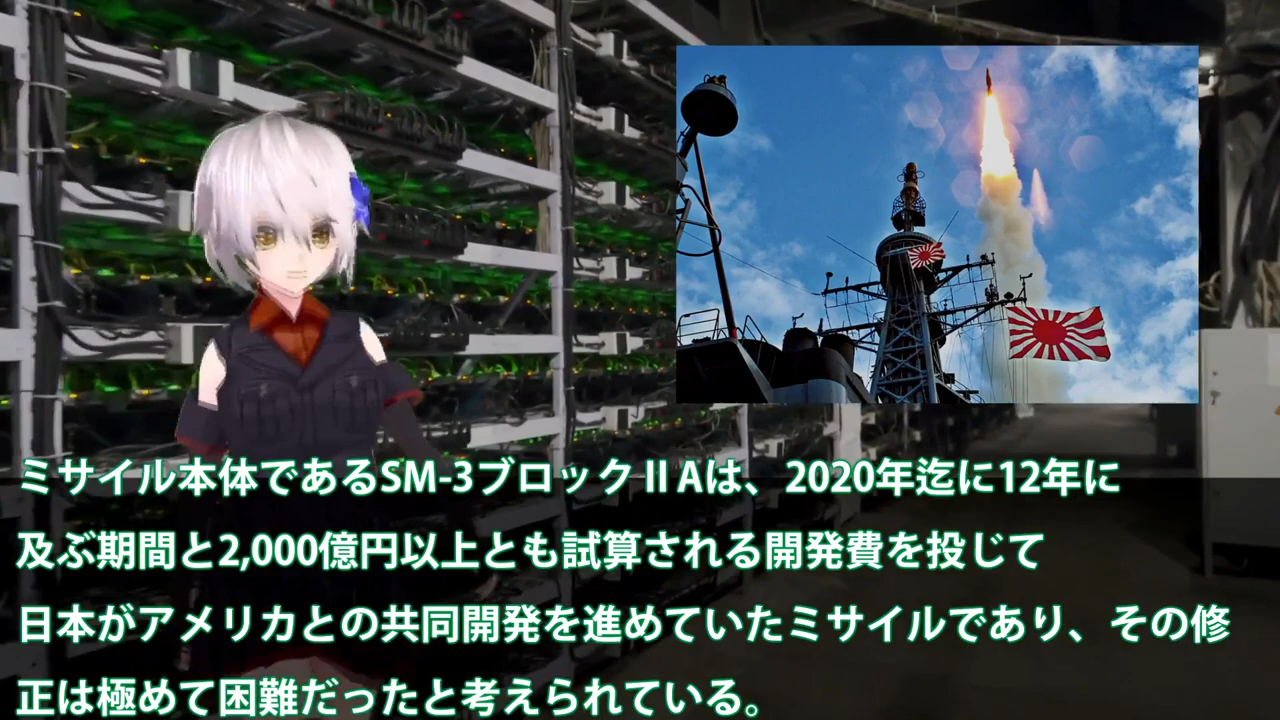 ミサイル本体であるSM-3ブロックⅡAは、2020年迄に12年に
及ぶ期間と2,000億円以上とも試算される開発費を投じて
日本がアメリカとの共同開発を進めていたミサイルであり、その修
正は極めて困難だったと考えられている。